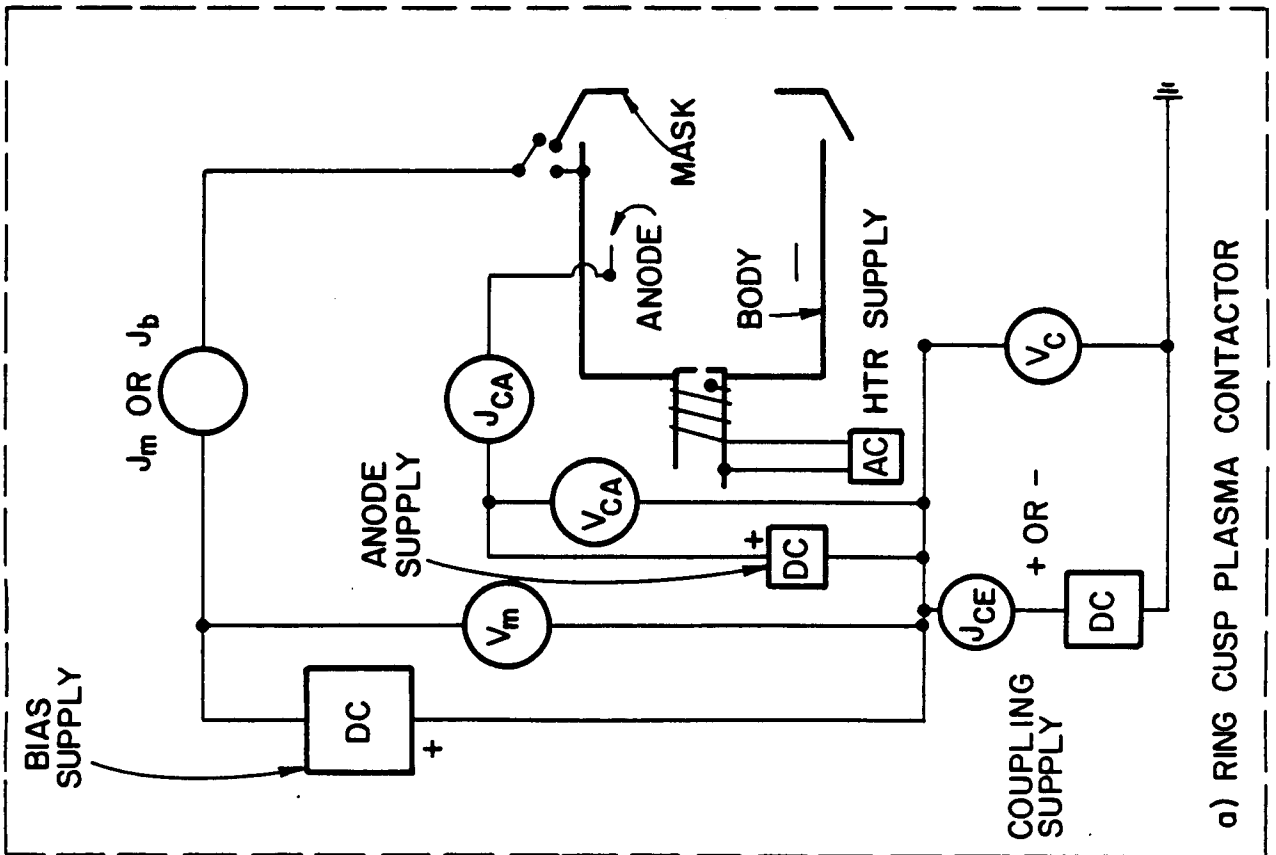 BIAS
SUPPLY
DC
+
Jm OR Jb
Vm
ANODE
SUPPLY
+
DC
VCA
JCA
ANODE
MASK
BODY
AC
HTR SUPPLY
COUPLING
SUPPLY
JCE
+ OR -
DC
VC
a) RING CUSP PLASMA CONTACTOR